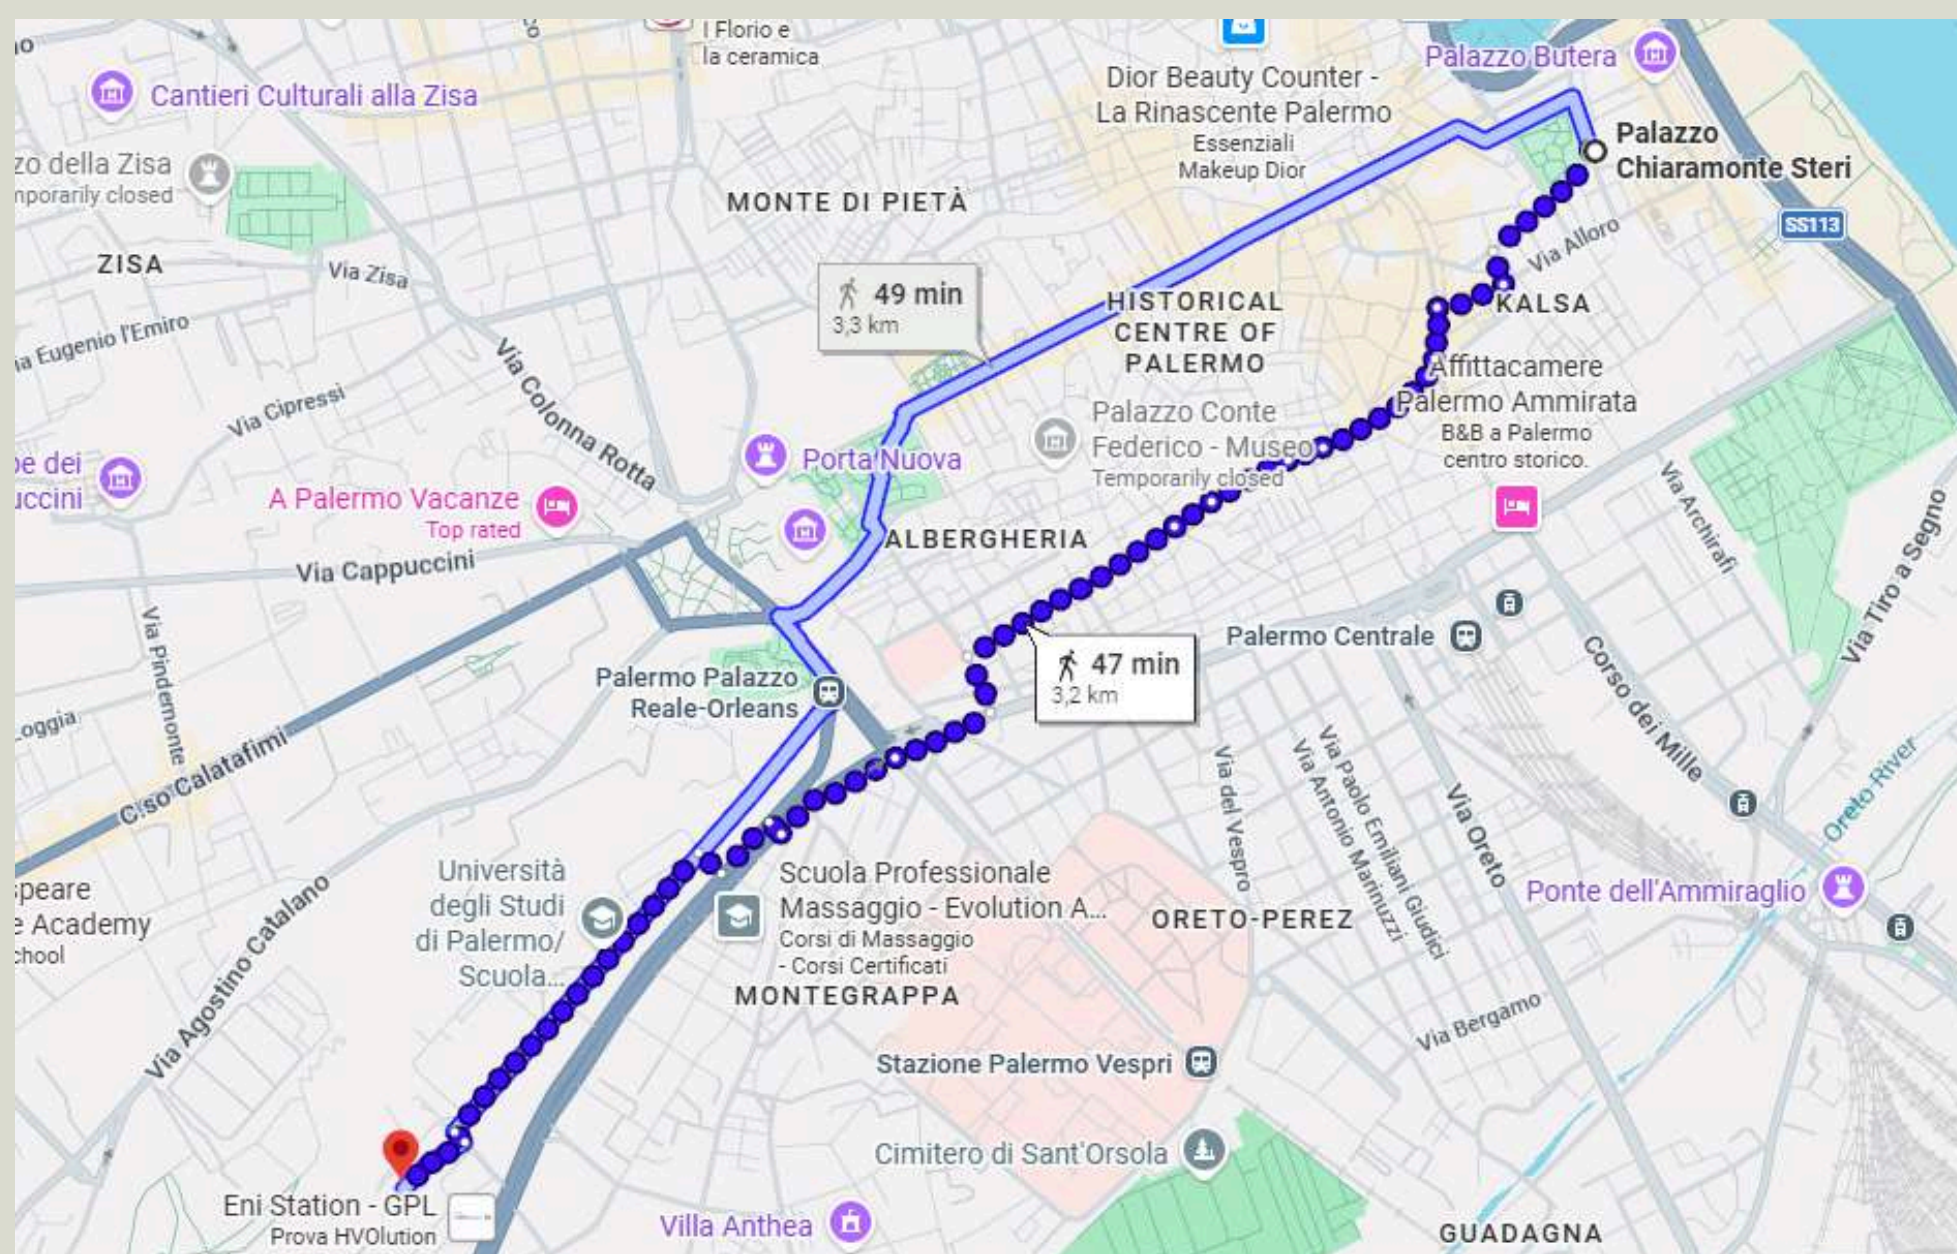 I Florio e
la ceramica
Palazzo Butera
Cantieri Culturali alla Zisa
Dior Beauty Counter -
La Rinascente Palermo
Essenziali
Makeup Dior
Palazzo
Chiaramonte Steri
zo della Zisa
mporarily closed
MONTE DI PIETÀ
SS113
Via Alloro
ZISA
Via Zisa
49 min
3,3 km
HISTORICAL
CENTRE OF
PALERMO
KALSA
ia Eugenio l'Emiro
Via Colonna Rotta
Via Cipressi
Affittacamere
Palermo Ammirata
B&B a Palermo
centro storico.
Palazzo Conte
Federico - Museo
Temporarily closed
Porta Nuova
pe dei
uccini
A Palermo Vacanze
Top rated
Via Archirafi
Via Tiro a Segno
ALBERGHERIA
Via Cappuccini
Via Pindemonte
Palermo Centrale
47 min
3,2 km
Palermo Palazzo
Reale-Orleans
Corso dei Mille
Loggia
C.so Calatafimi
Via del Vespro
Via Paolo Emiliani Giudici
Via Antonio Marinuzzi
Via Oreto
Oreto River
Università
degli Studi
di Palermo/
Scuola...
Scuola Professionale
Massaggio - Evolution A...
Corsi di Massaggio
- Corsi Certificati
speare
e Academy
chool
Ponte dell'Ammiraglio
ORETO-PEREZ
Via Agostino Catalano
MONTEGRAPPA
Via Bergamo
Stazione Palermo Vespri
Cimitero di Sant'Orsola
Eni Station - GPL
Prova HVOlution
Villa Anthea
GUADAGNA